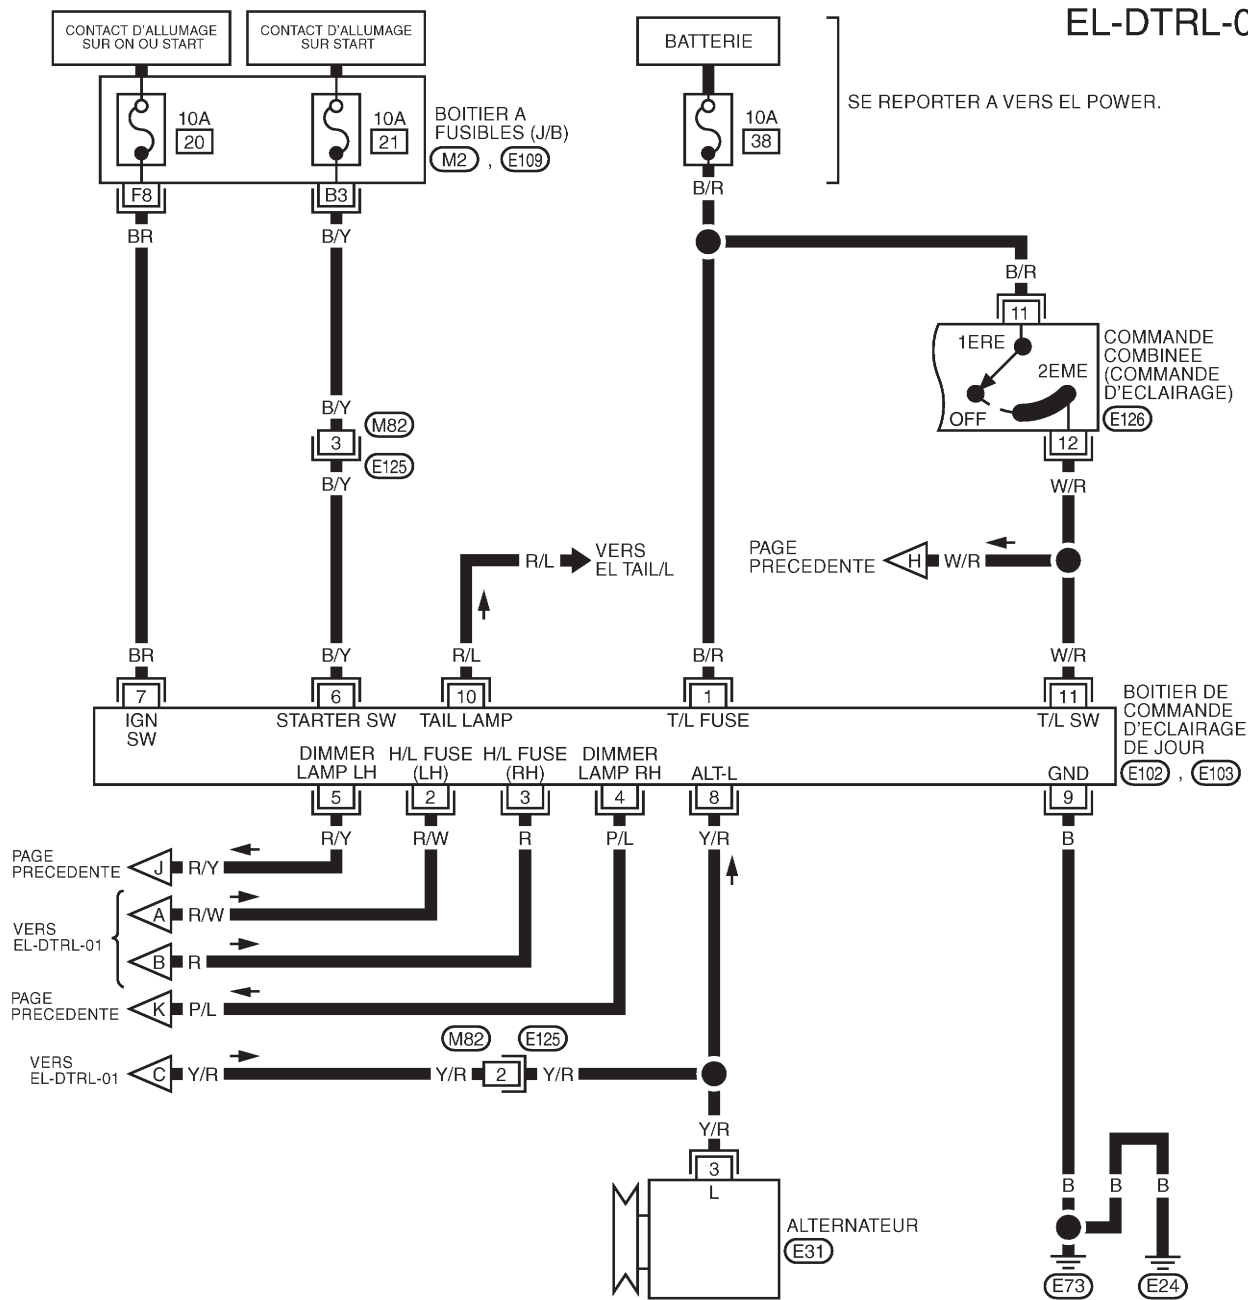 EL-DTRL-0
CONTACT D'ALLUMAGE
SUR ON OU START
CONTACT D'ALLUMAGE
SUR START
BATTERIE
SE REPORTER A VERS EL POWER.
10A
20
10A
21
BOITIER A
FUSIBLES (J/B)
M2 , E109
10A
38
F8
B3
B/R
BR
B/Y
B/R
11
1ERE
2EME
OFF
COMMANDE
COMBINEE
(COMMANDE
D'ECLAIRAGE)
E126
12
B/Y
M82
3
E125
B/Y
W/R
R/L
VERS
EL TAIL/L
PAGE
PRECEDENTE
H
W/R
BR
B/Y
R/L
B/R
W/R
7
6
10
1
11
IGN
SW
STARTER SW
TAIL LAMP
T/L FUSE
T/L SW
BOITIER DE
COMMANDE
D'ECLAIRAGE
DE JOUR
E102 , E103
DIMMER
LAMP LH
H/L FUSE
(LH)
H/L FUSE
(RH)
DIMMER
LAMP RH
ALT-L
GND
5
2
3
4
8
9
R/Y
R/W
R
P/L
Y/R
B
PAGE
PRECEDENTE
J
R/Y
VERS
EL-DTRL-01
A
R/W
B
R
PAGE
PRECEDENTE
K
P/L
VERS
EL-DTRL-01
C
Y/R
Y/R
M82
2
E125
Y/R
Y/R
3
L
ALTERNATEUR
E31
B
B
B
E73
E24